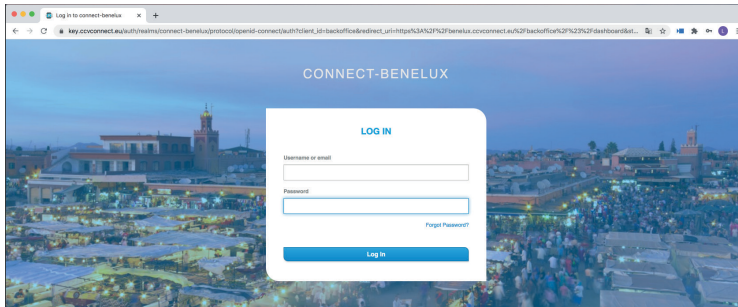 Log in to connect-benelux
key.ccvconnect.eu/auth/realms/connect-benelux/protocol/openid-connect/auth?client_id=backoffice&redirect_uri=https%3A%2F%2Fbenelux.ccvconnect.eu%2Fbackoffice%2F%23%2Fdashboard&st...
CONNECT-BENELUX
LOG IN
Username or email
Password
Forgot Password?
Log In